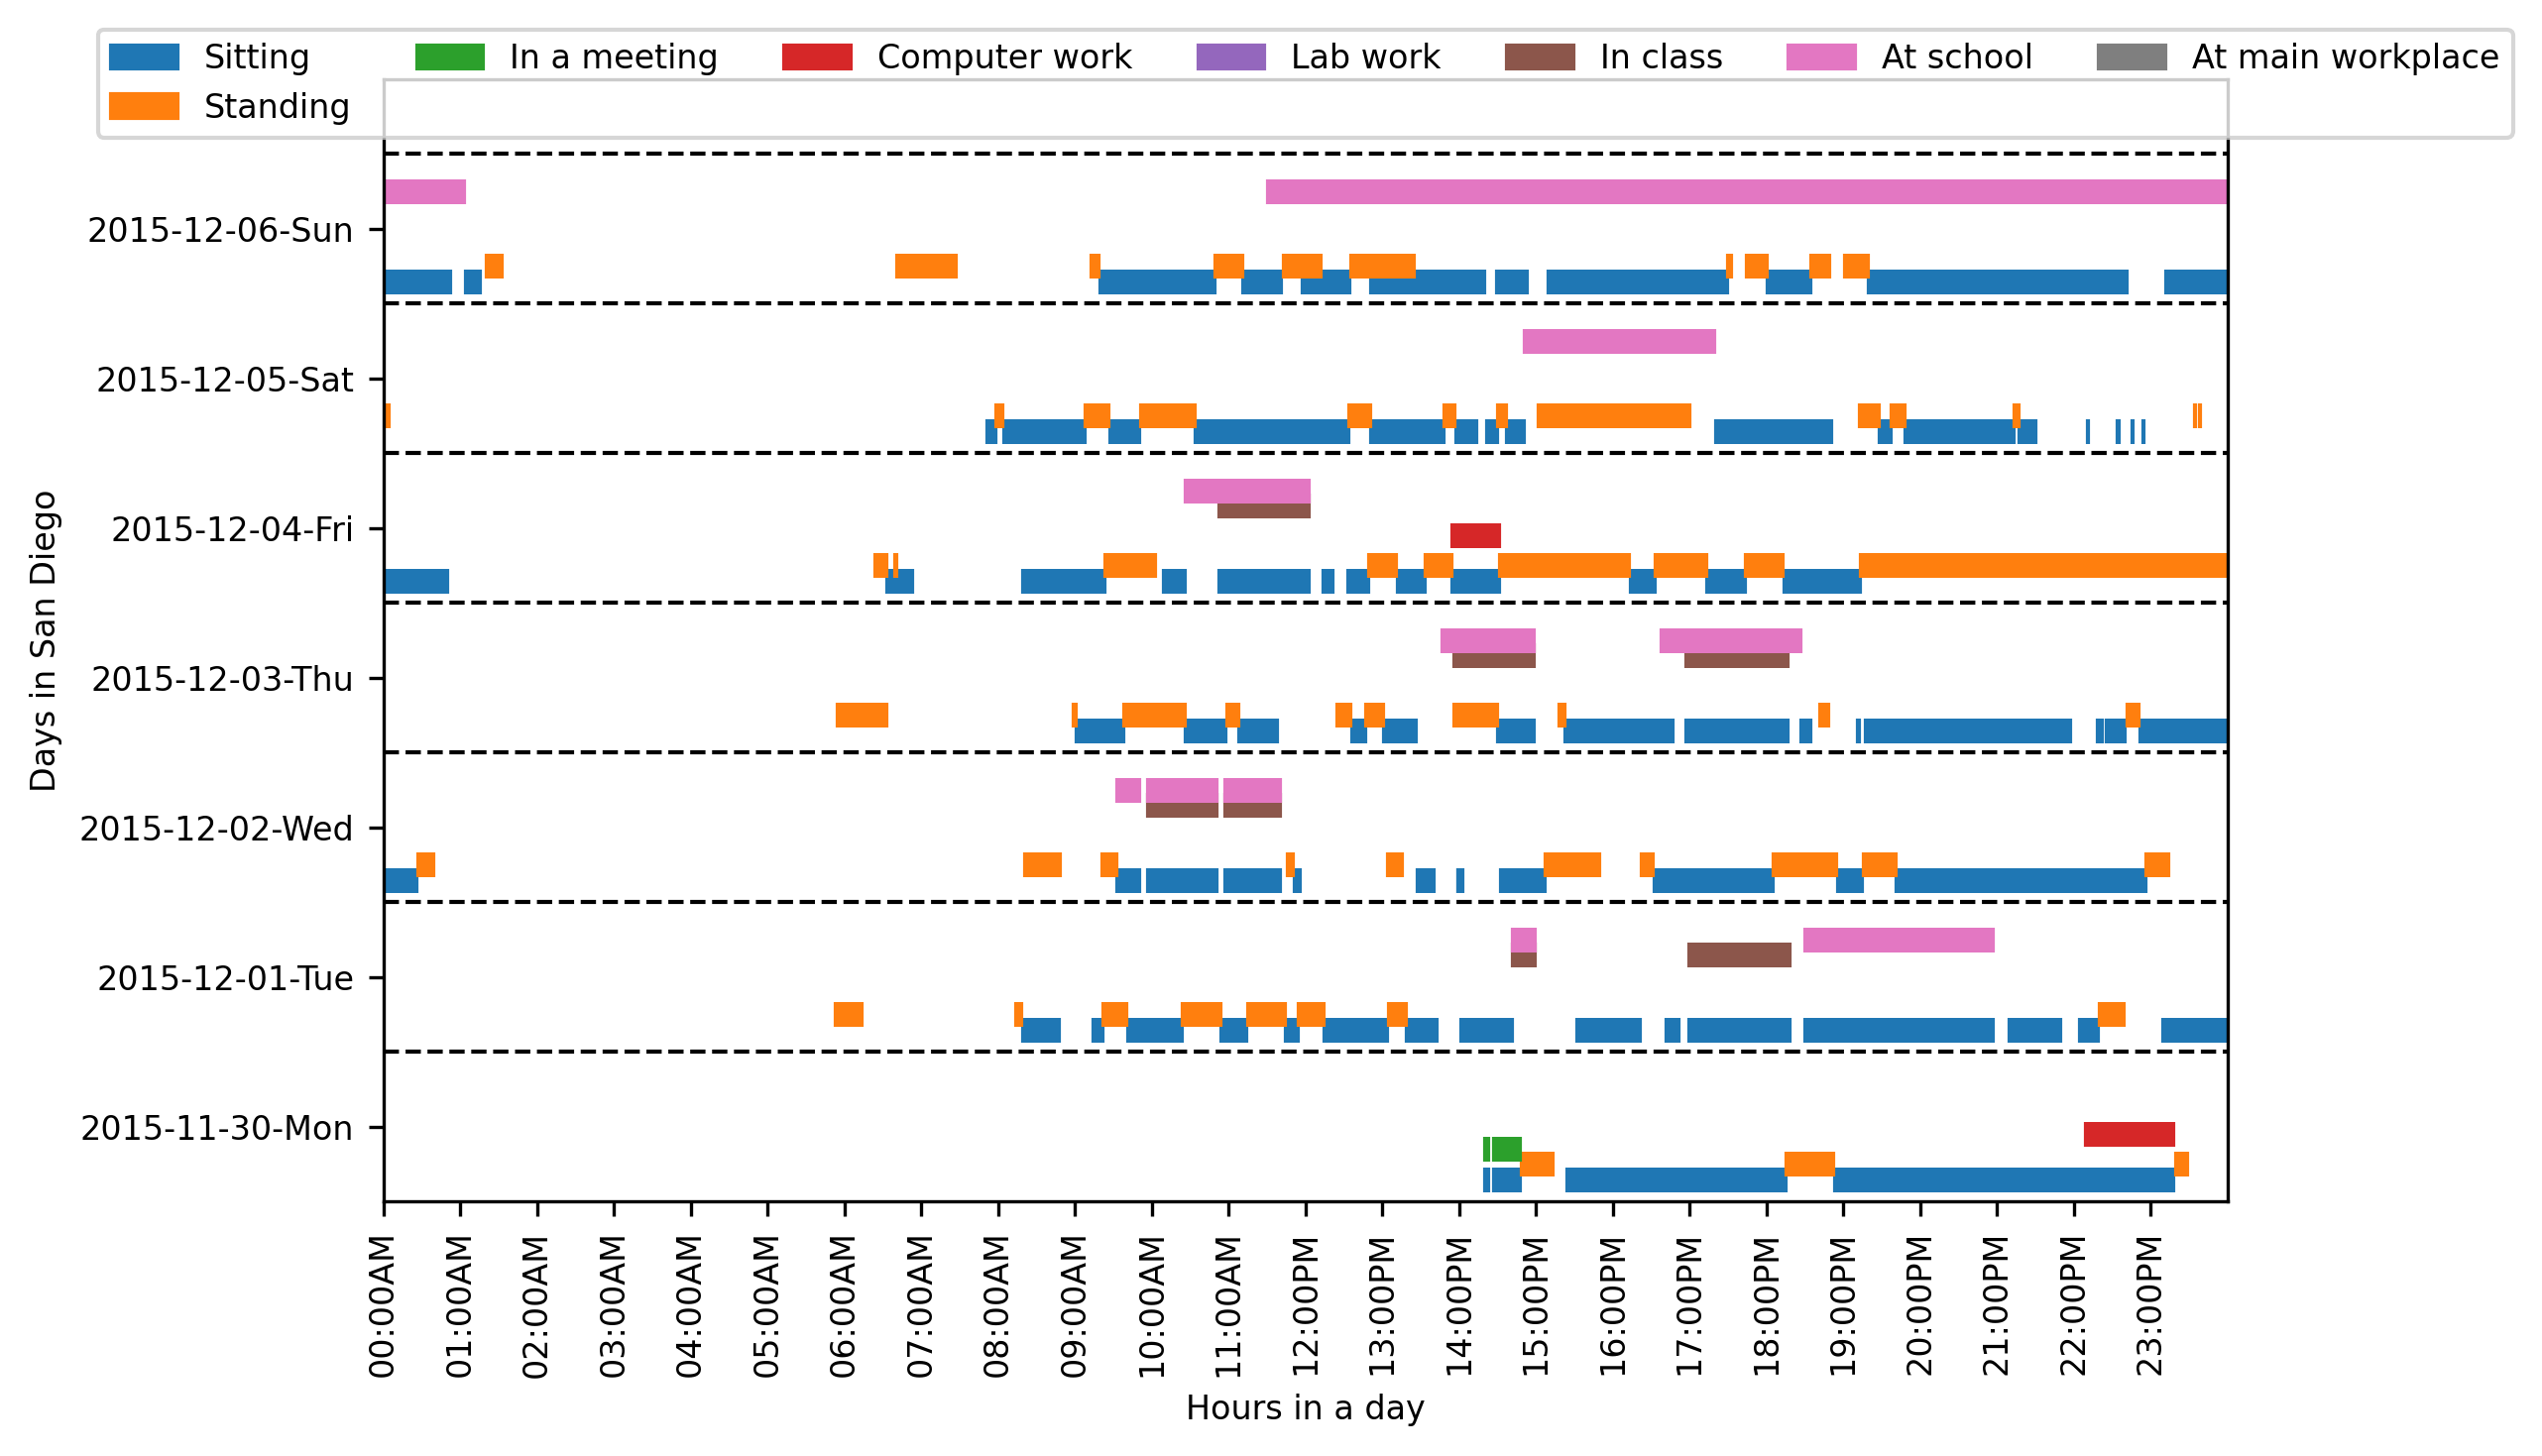 Sitting In a meeting Computer work Lab work In class At school At main workplace
Standing
2015-12-06-Sun
2015-12-05-Sat
2015-12-04-Fri
2015-12-03-Thu
2015-12-02-Wed
2015-12-01-Tue
2015-11-30-Mon
Days in San Diego
00:00AM 01:00AM 02:00AM 03:00AM 04:00AM 05:00AM 06:00AM 07:00AM 08:00AM 09:00AM 10:00AM 11:00AM 12:00PM 13:00PM 14:00PM 15:00PM 16:00PM 17:00PM 18:00PM 19:00PM 20:00PM 21:00PM 22:00PM 23:00PM
Hours in a day